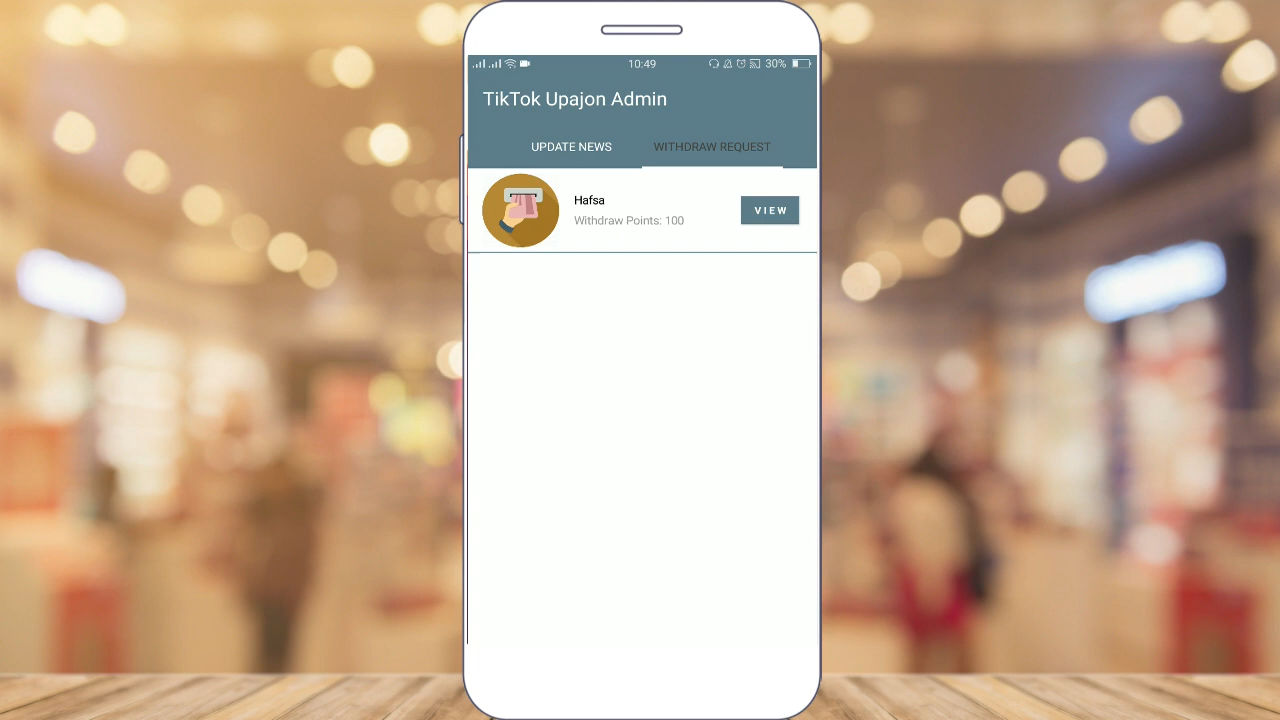 10:49
30%
TikTok Upajon Admin
UPDATE NEWS
WITHDRAW REQUEST
Hafsa
Withdraw Points: 100
VIEW